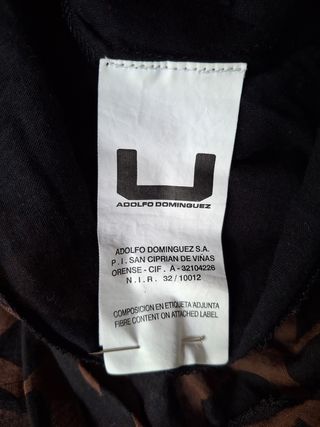 ADOLFO DOMINGUEZ
ADOLFO DOMINGUEZ S.A.
P.I. SAN CIPRIAN DE VIÑAS
ORENSE - CIF. A - 32104226
N.I.R. 32 / 10012
COMPOSICION EN ETIQUETA ADJUNTA
FIBRE CONTENT ON ATTACHED LABEL